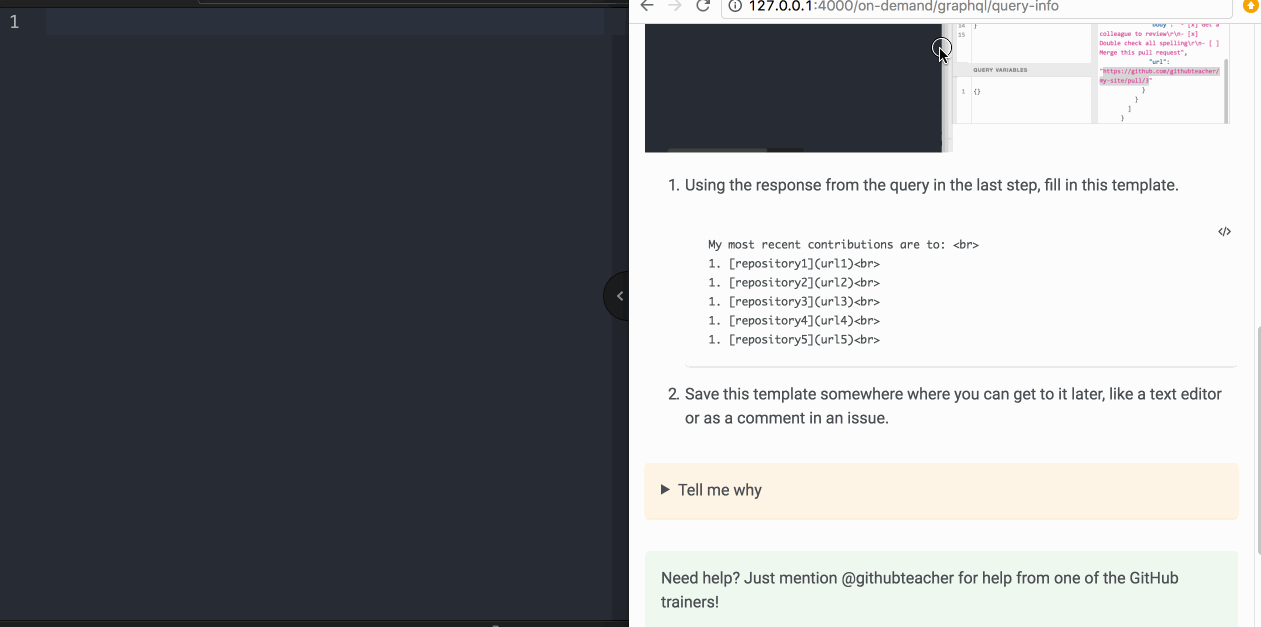 1
127.0.0.1:4000/on-demand/graphql/query-info
14 }
15
"body": "- [x] Get a
colleague to review\r\n- [x]
Double check all spelling\r\n- [ ]
Merge this pull request",
"url":
"https://github.com/githubteacher/
my-site/pull/3"
}
}
]
}
QUERY VARIABLES
1 {}
1. Using the response from the query in the last step, fill in this template.
</>
My most recent contributions are to: <br>
1. [repository1](url1)<br>
1. [repository2](url2)<br>
1. [repository3](url3)<br>
1. [repository4](url4)<br>
1. [repository5](url5)<br>
2. Save this template somewhere where you can get to it later, like a text editor
or as a comment in an issue.
Tell me why
Need help? Just mention @githubteacher for help from one of the GitHub
trainers!